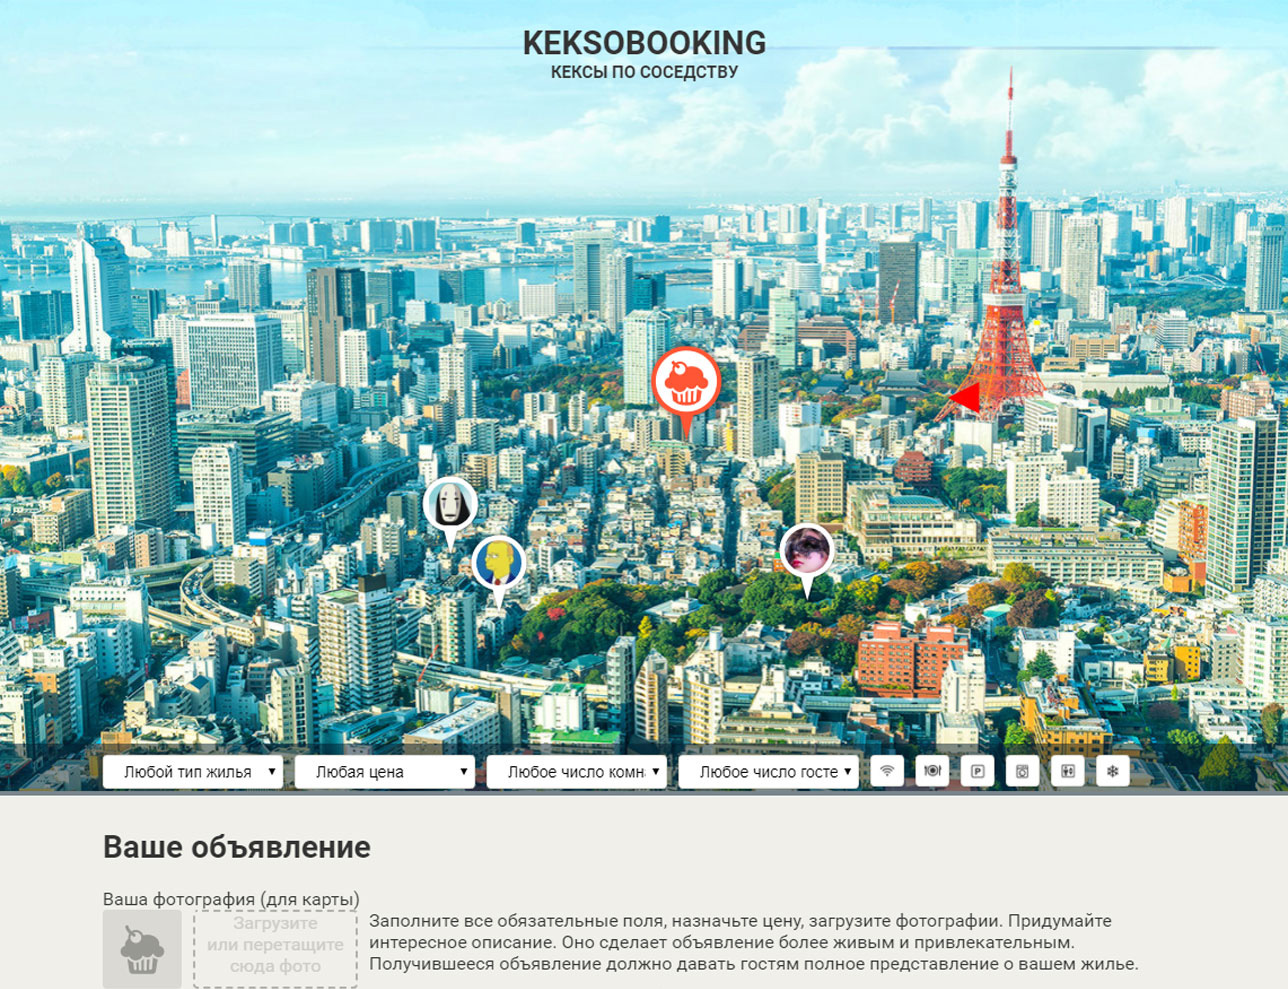 KEKSOBOOKING
КЕКСЫ ПО СОСЕДСТВУ
Любой тип жилья
Любая цена
Любое число комн
Любое число госте
P
Ваше объявление
Ваша фотография (для карты)
Загрузите
или перетащите
сюда фото
Заполните все обязательные поля, назначьте цену, загрузите фотографии. Придумайте
интересное описание. Оно сделает объявление более живым и привлекательным.
Получившееся объявление должно давать гостям полное представление о вашем жилье.